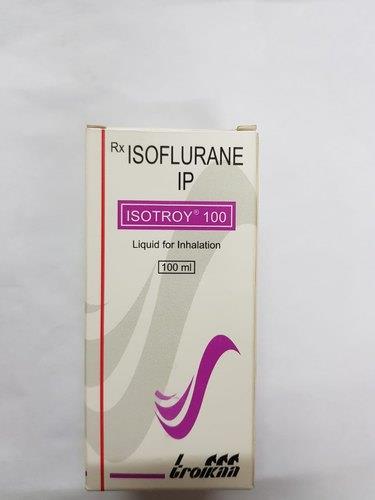 Rx ISOFLURANE
IP
ISOTROY® 100
Liquid for Inhalation
100 ml
troikaa